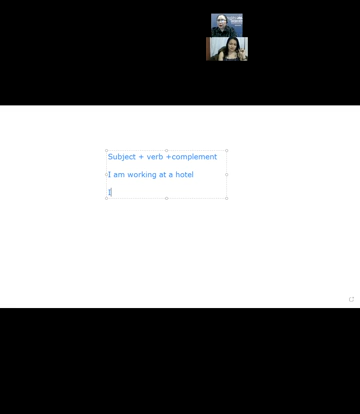 Subject + verb +complement
I am working at a hotel
I